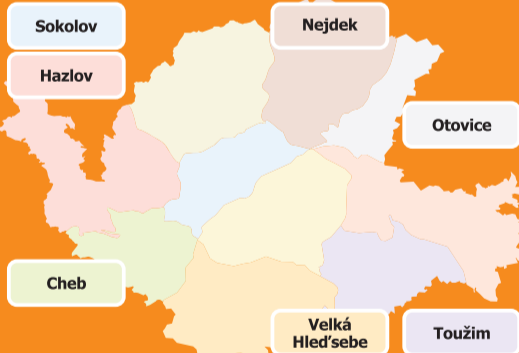 Sokolov
Nejdek
Hazlov
Otovice
Cheb
Velká
Hleďsebe
Toužim